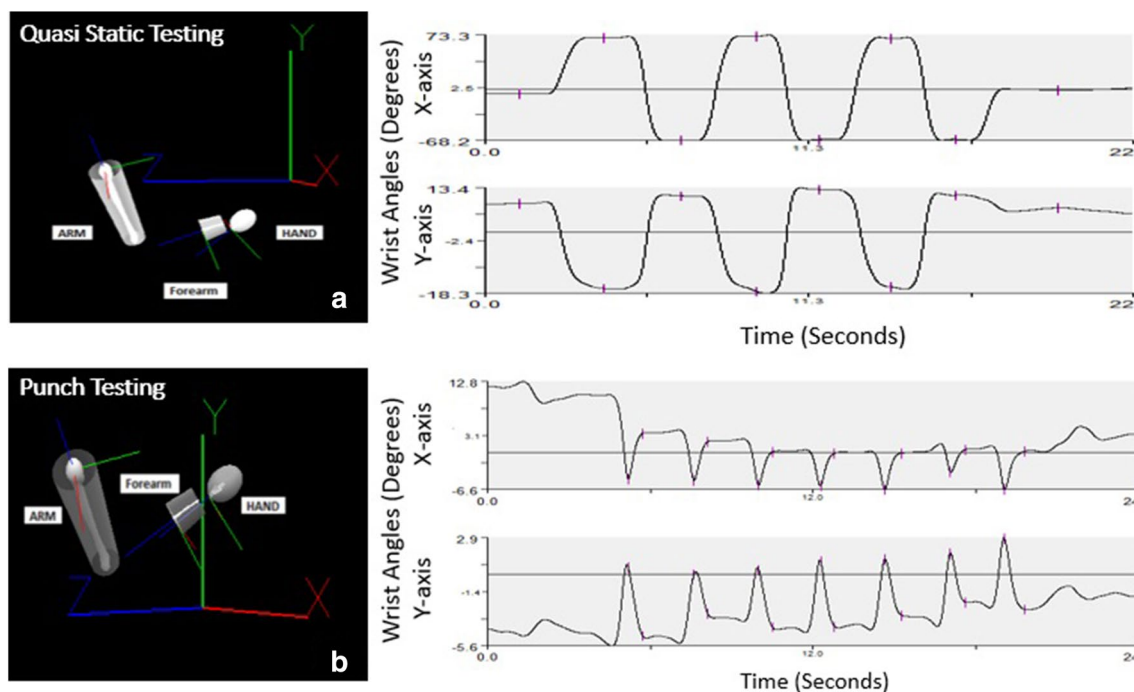 Quasi Static Testing
Y
Z
X
ARM
HAND
Forearm
a
Wrist Angles (Degrees)
X-axis
Y-axis
73.3
2.5
-68.2
0.0
11.3
22
13.4
-2.4
-18.3
0.0
11.3
22
Time (Seconds)
Punch Testing
Y
Forearm
HAND
ARM
Z
X
b
Wrist Angles (Degrees)
X-axis
Y-axis
12.8
3.1
-6.6
0.0
12.0
24
2.9
-1.4
-5.6
0.0
12.0
24
Time (Seconds)